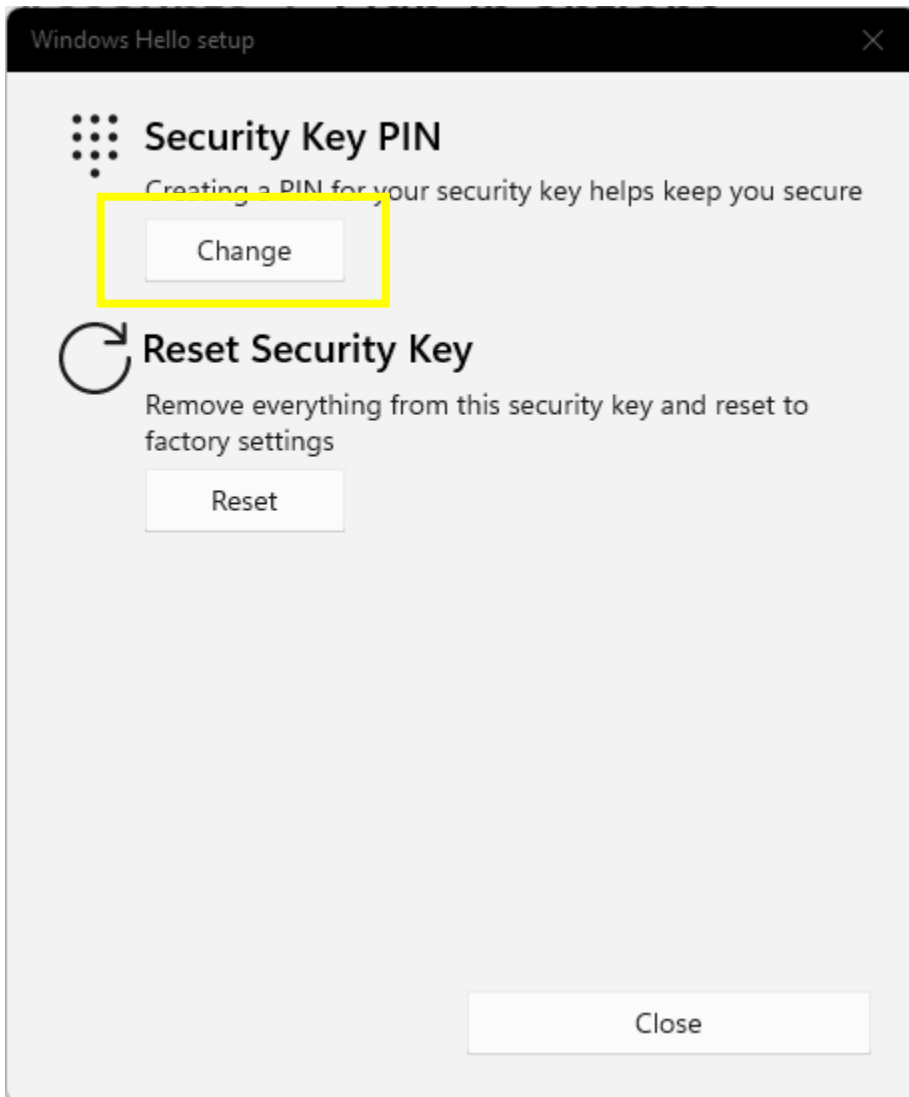 Windows Hello setup
Security Key PIN
Creating a PIN for your security key helps keep you secure
Change
Reset Security Key
Remove everything from this security key and reset to
factory settings
Reset
Close